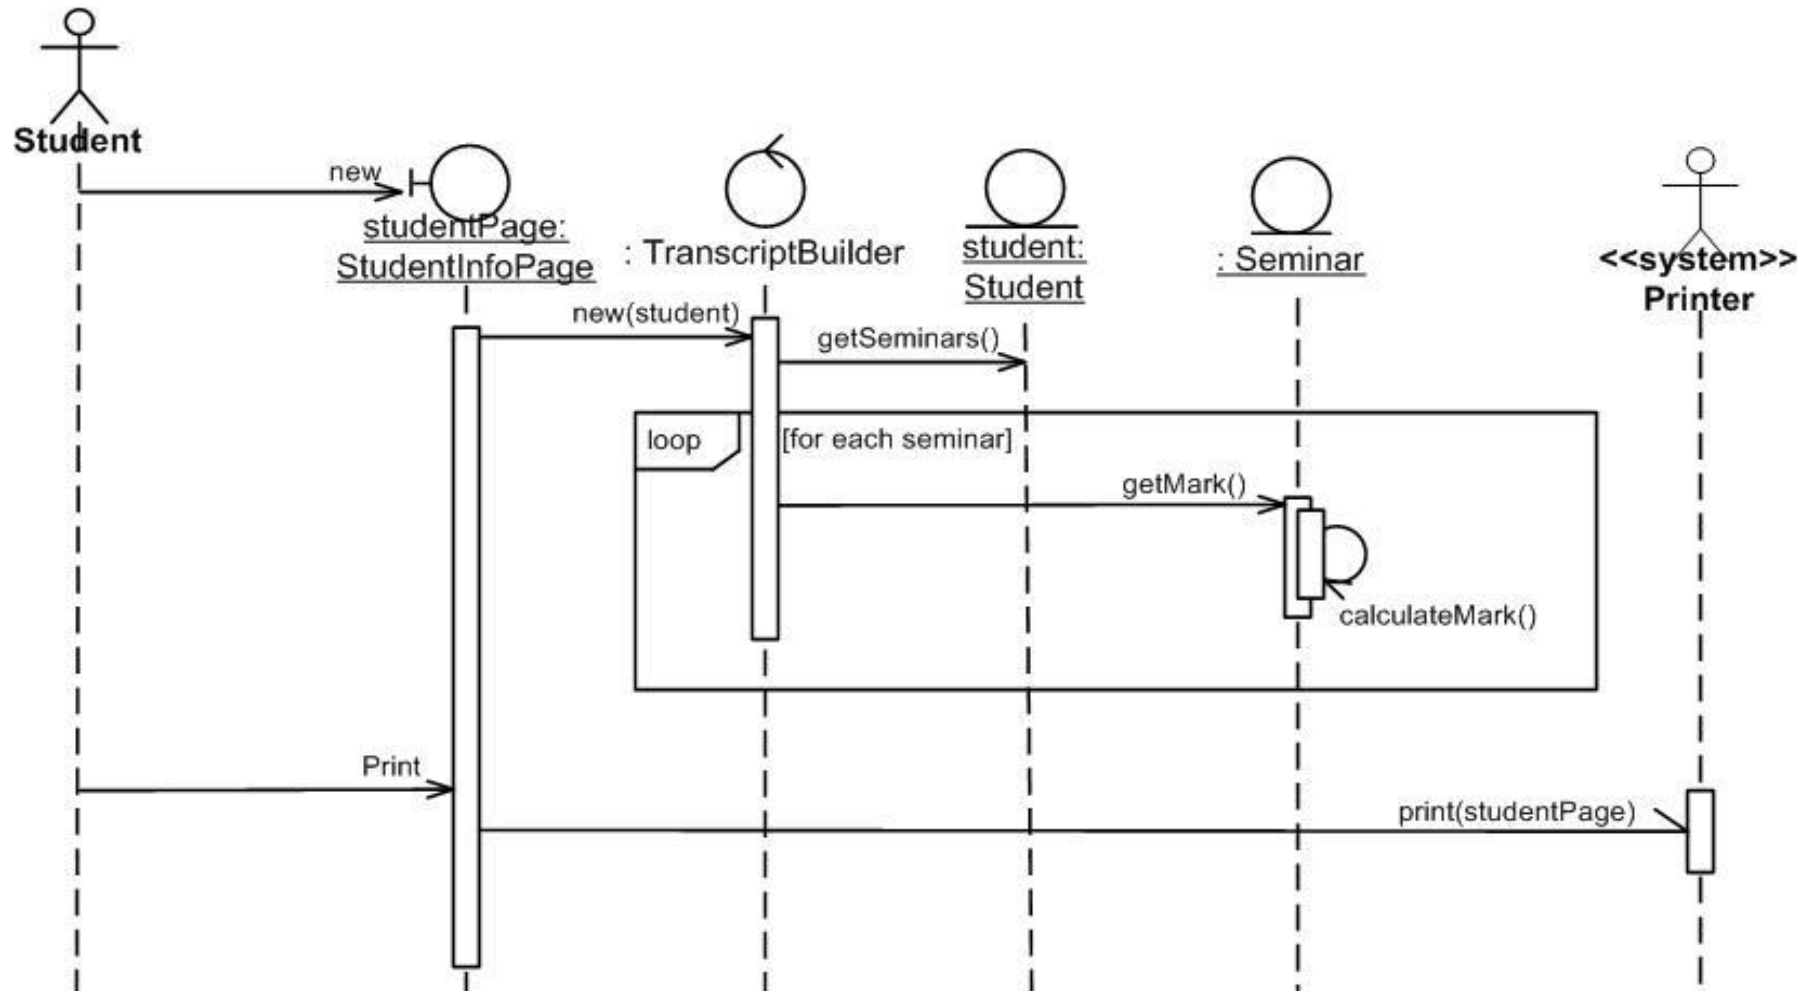 Student
new
studentPage:
StudentInfoPage
: TranscriptBuilder
student:
Student
: Seminar
<<system>>
Printer
new(student)
getSeminars()
loop
[for each seminar]
getMark()
calculateMark()
Print
print(studentPage)